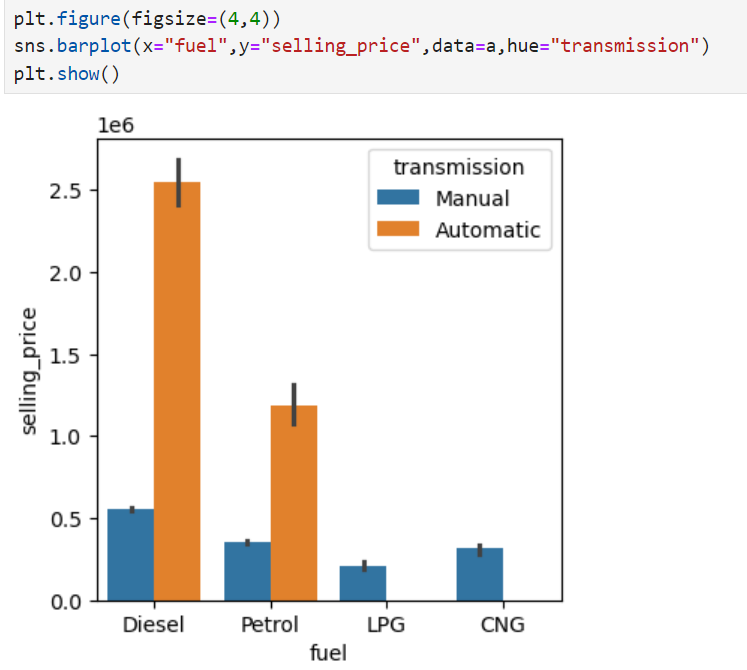 plt.figure(figsize=(4,4))
sns.barplot(x="fuel",y="selling_price",data=a,hue="transmission")
plt.show()
1e6
transmission
Manual
Automatic
2.5
2.0
1.5
1.0
0.5
0.0
selling_price
Diesel Petrol LPG CNG
fuel